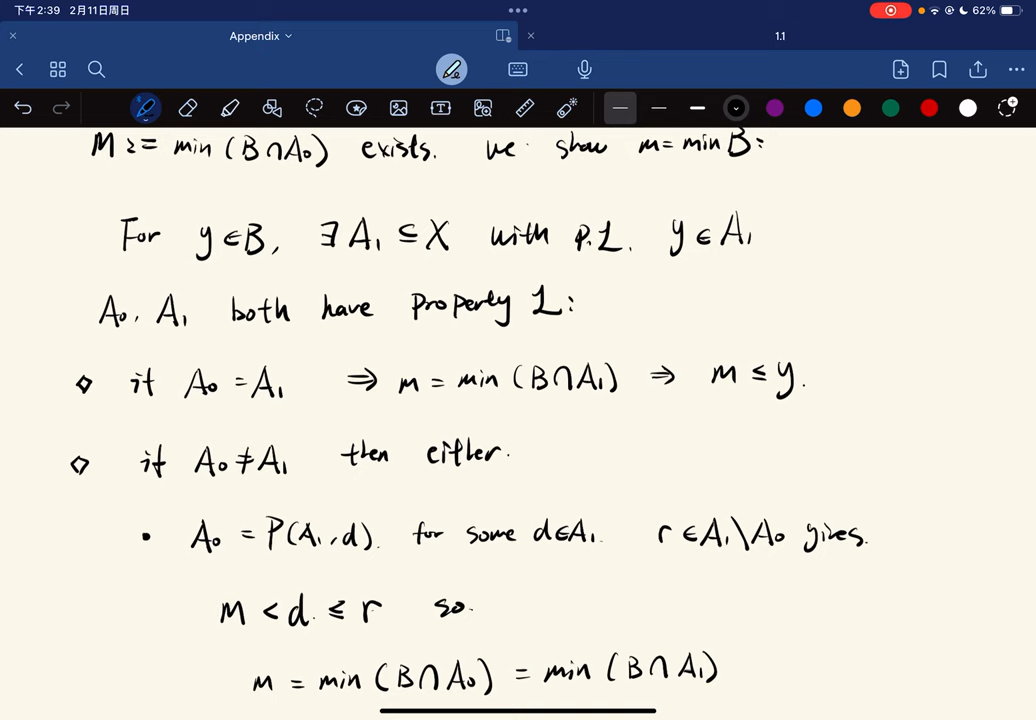 下午2:39 2月11日周日
62%
Appendix
1.1
M := min (B∩A₀) exists. we show m = min B:
For y∈B, ∃A₁ ⊆ X with P.L. y∈A₁
A₀, A₁ both have Property L:
◇ if A₀ = A₁ ⇒ m = min (B∩A₁) ⇒ m ≤ y.
◇ if A₀ ≠ A₁ then either.
• A₀ = P(A₁, d). for some d∈A₁. r∈A₁\A₀ gives.
m < d. ≤ r so.
m = min (B∩A₀) = min (B∩A₁)